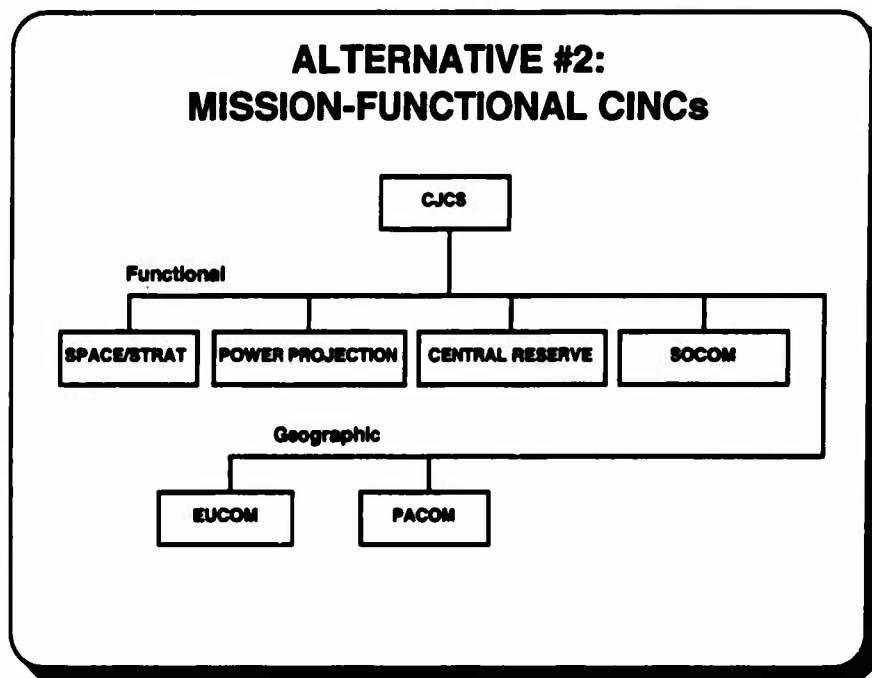 ALTERNATIVE #2:
MISSION-FUNCTIONAL CINCs
CJCS
Functional
SPACE/STRAT
POWER PROJECTION
CENTRAL RESERVE
SOCOM
Geographic
EUCOM
PACOM